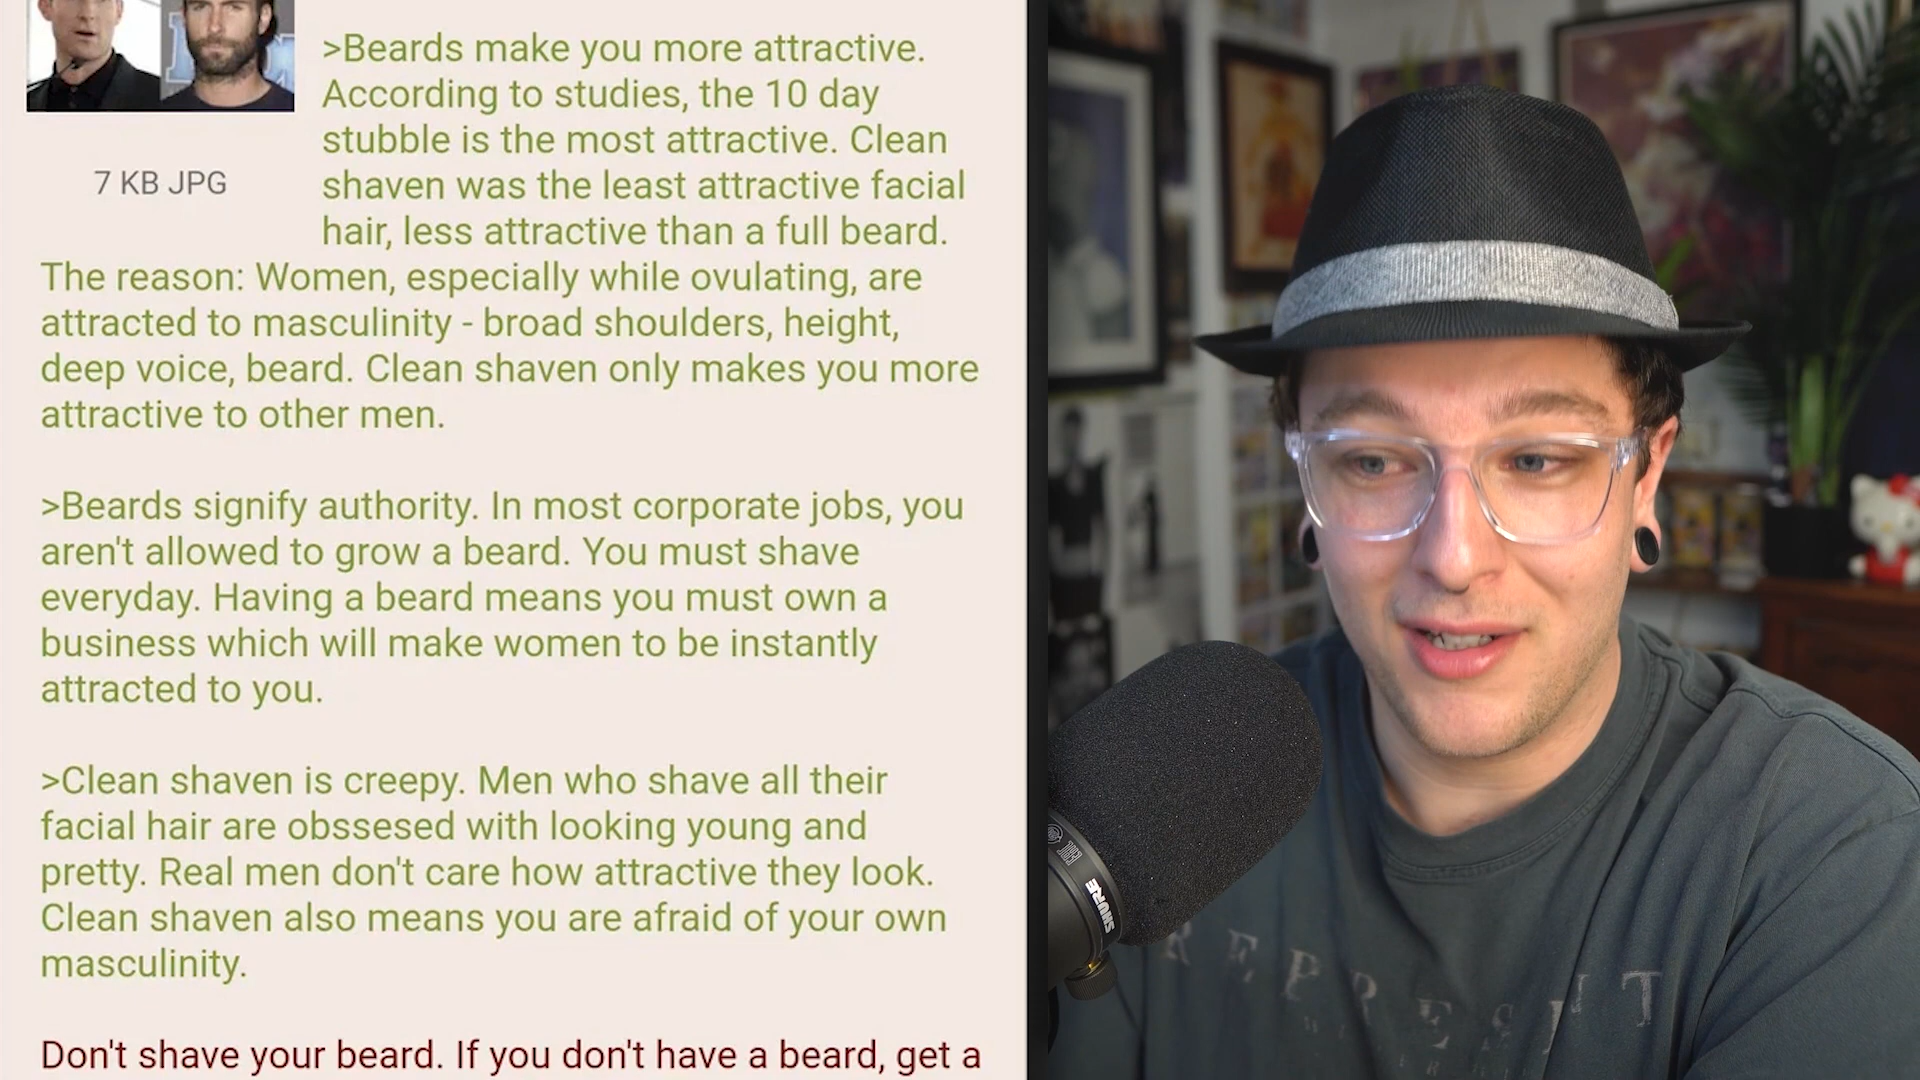 >Beards make you more attractive.
According to studies, the 10 day
stubble is the most attractive. Clean
shaven was the least attractive facial
hair, less attractive than a full beard.
7 KB JPG
The reason: Women, especially while ovulating, are
attracted to masculinity - broad shoulders, height,
deep voice, beard. Clean shaven only makes you more
attractive to other men.
>Beards signify authority. In most corporate jobs, you
aren't allowed to grow a beard. You must shave
everyday. Having a beard means you must own a
business which will make women to be instantly
attracted to you.
>Clean shaven is creepy. Men who shave all their
facial hair are obssesed with looking young and
pretty. Real men don't care how attractive they look.
Clean shaven also means you are afraid of your own
masculinity.
Don't shave your beard. If you don't have a beard, get a
SHURE
REPRESENT